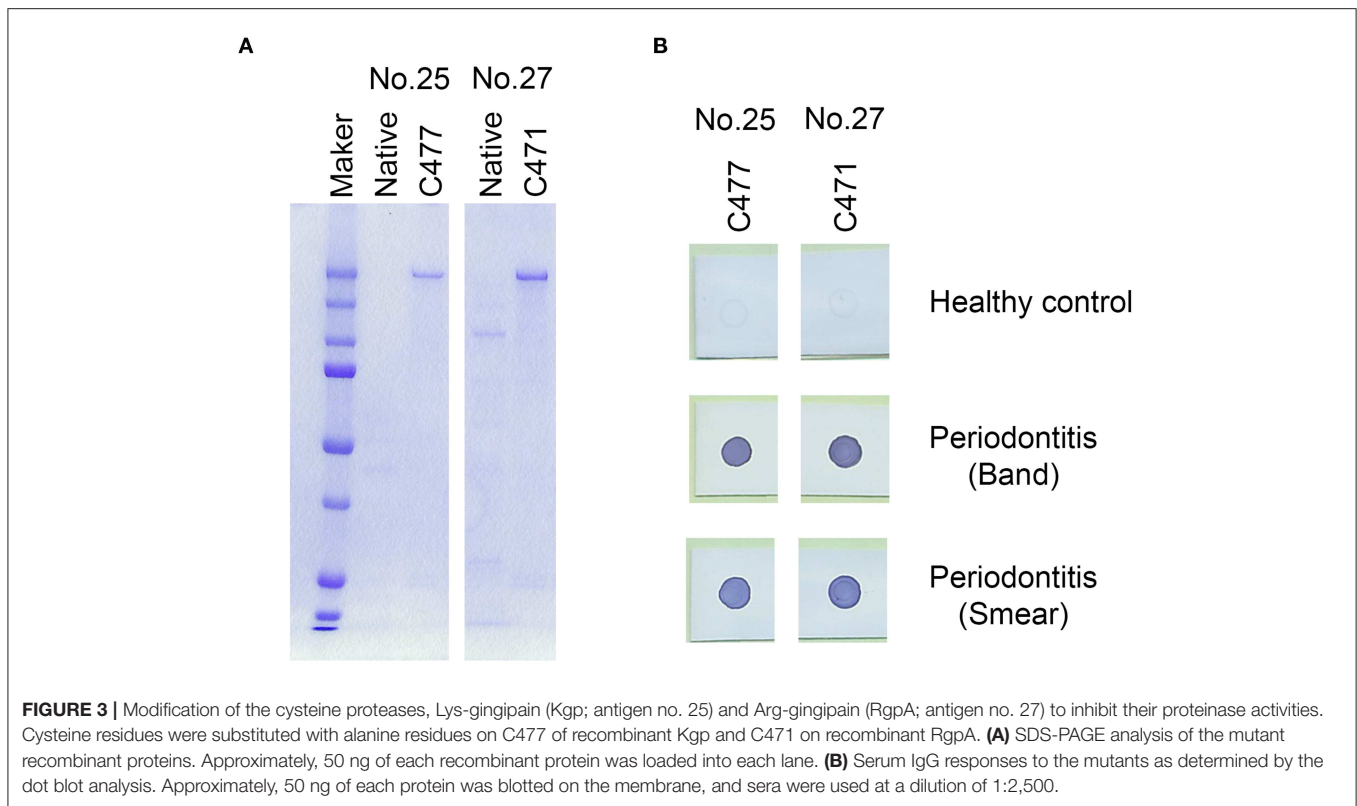 A
B
No.25 No.27
Maker
Native
C477
Native
C471
No.25 No.27
C477
C471
Healthy control
Periodontitis
(Band)
Periodontitis
(Smear)
FIGURE 3 | Modification of the cysteine proteases, Lys-gingipain (Kgp; antigen no. 25) and Arg-gingipain (RgpA; antigen no. 27) to inhibit their proteinase activities.
Cysteine residues were substituted with alanine residues on C477 of recombinant Kgp and C471 on recombinant RgpA. (A) SDS-PAGE analysis of the mutant
recombinant proteins. Approximately, 50 ng of each recombinant protein was loaded into each lane. (B) Serum IgG responses to the mutants as determined by the
dot blot analysis. Approximately, 50 ng of each protein was blotted on the membrane, and sera were used at a dilution of 1:2,500.